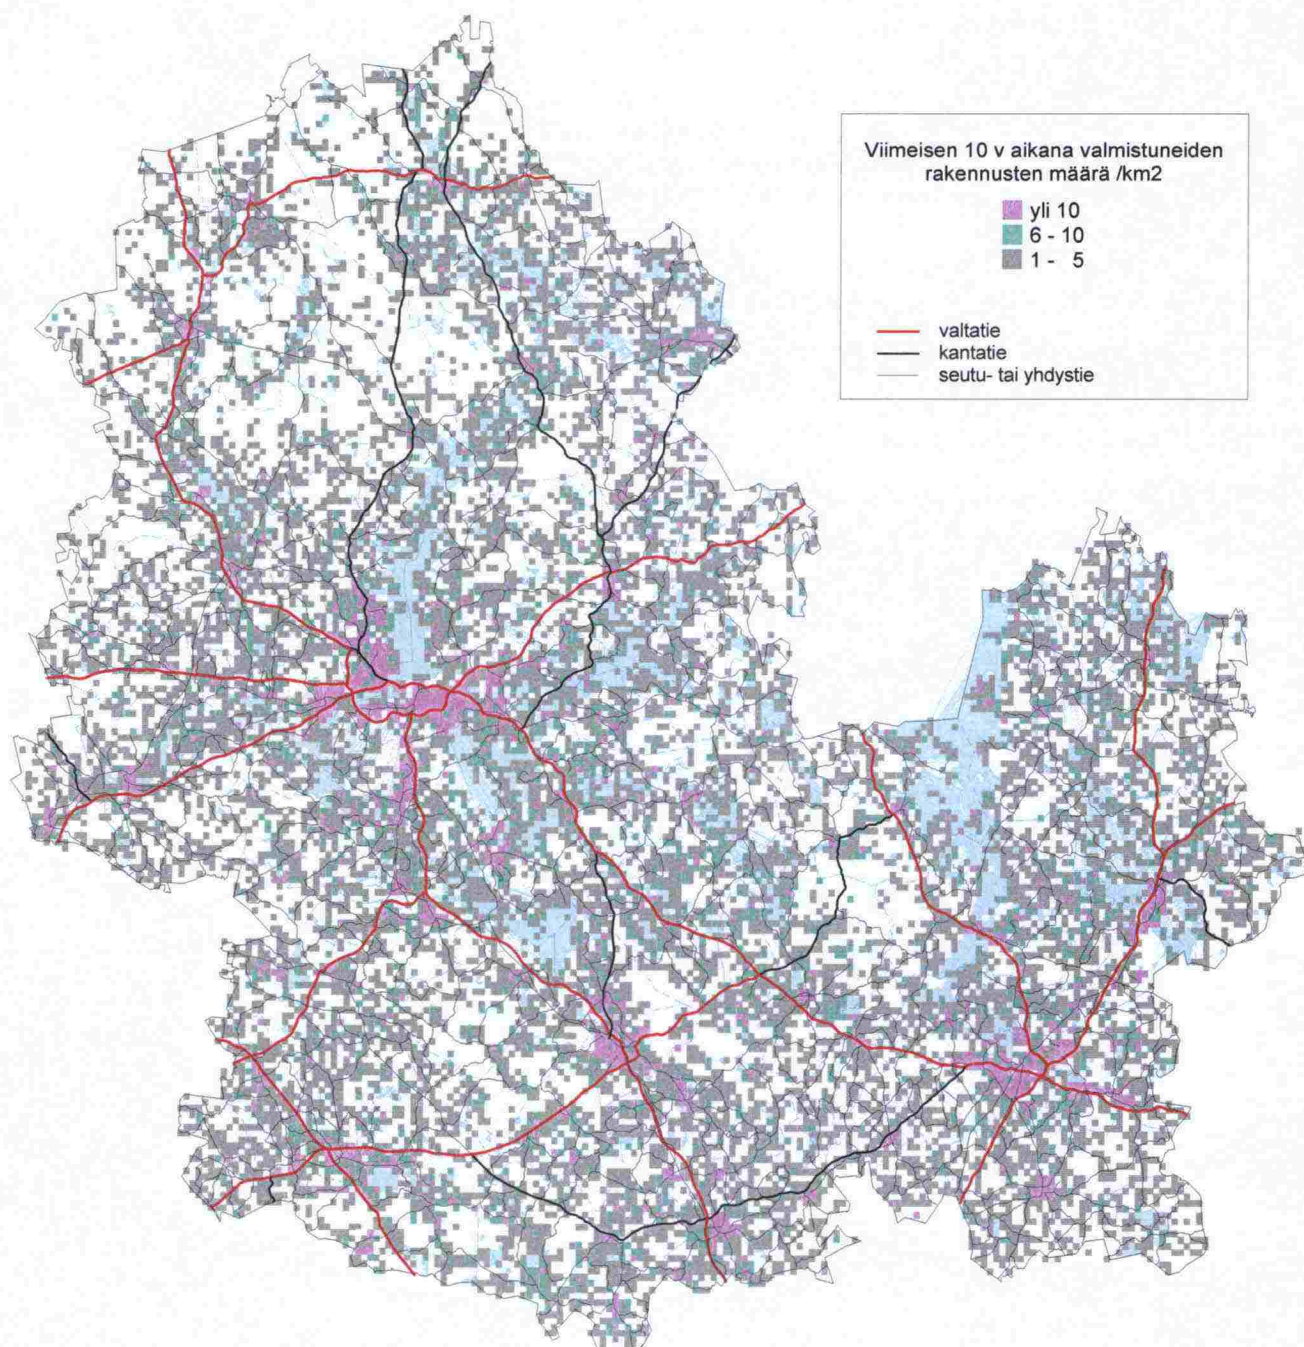 Viimeisen 10 v aikana valmistuneiden
rakennusten määrä /km2
yli 10
6 - 10
1 - 5
valtatie
kantatie
seutu- tai yhdystie